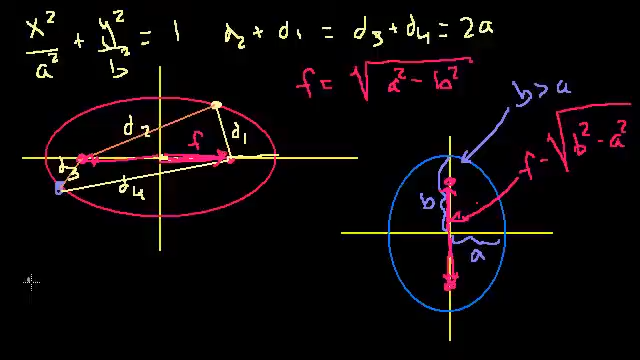 x²/a² + y²/b² = 1 d₂ + d₁ = d₃ + d₄ = 2a
f = √(a² - b²)
b > a
f = √(b² - a²)
d₂
d₁
f
d₃
d₄
b
a